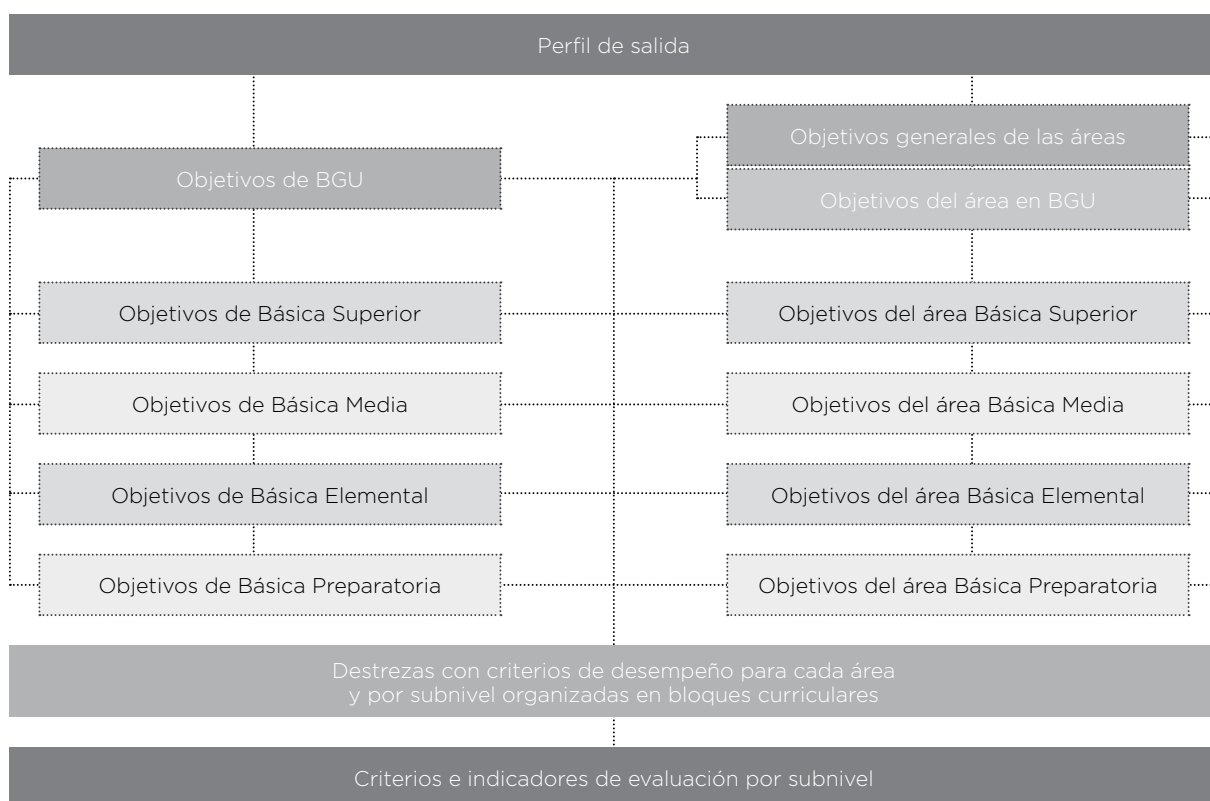 Perfil de salida
Objetivos generales de las áreas
Objetivos de BGU
Objetivos del área en BGU
Objetivos de Básica Superior
Objetivos del área Básica Superior
Objetivos de Básica Media
Objetivos del área Básica Media
Objetivos de Básica Elemental
Objetivos del área Básica Elemental
Objetivos de Básica Preparatoria
Objetivos del área Básica Preparatoria
Destrezas con criterios de desempeño para cada área
y por subnivel organizadas en bloques curriculares
Criterios e indicadores de evaluación por subnivel